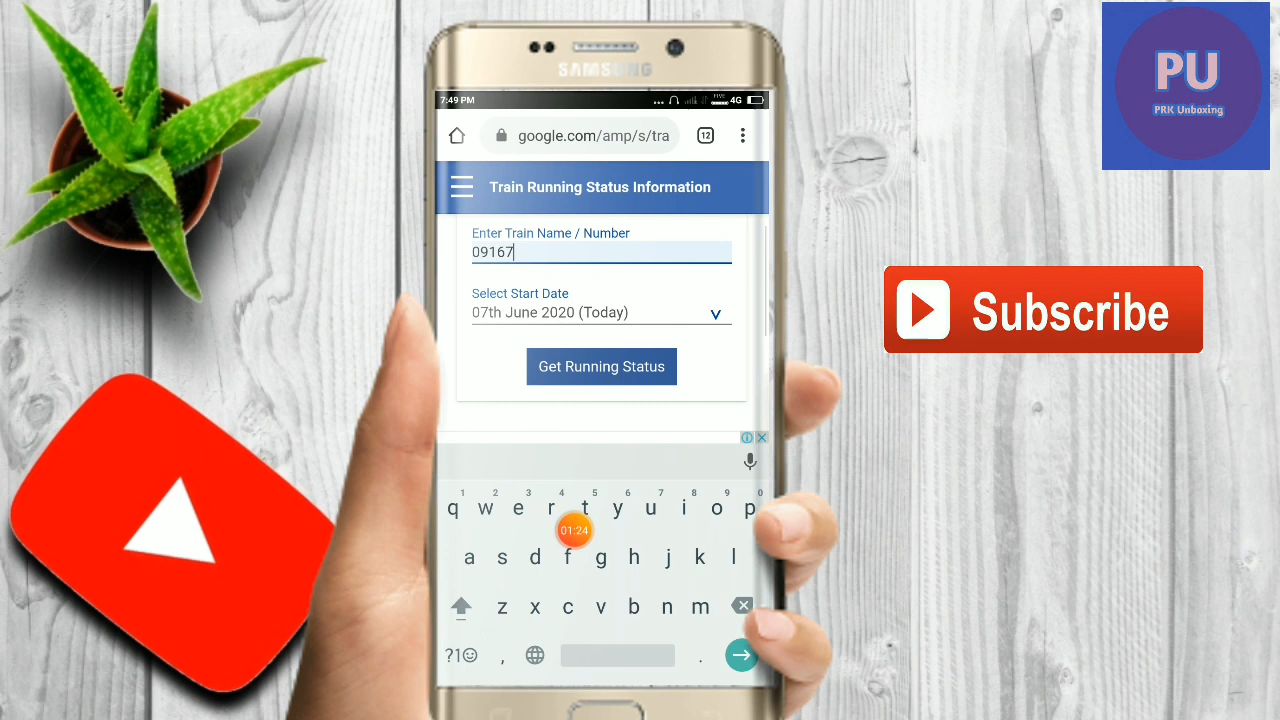 PU
PRK Unboxing
SAMSUNG
7:49 PM
4G
google.com/amp/s/tra
12
Train Running Status Information
Enter Train Name / Number
09167
Select Start Date
07th June 2020 (Today)
Get Running Status
Subscribe
1 2 3 4 5 6 7 8 9 0
q w e r t y u i o p
01:24
a s d f g h j k l
z x c v b n m
?1☺ , .